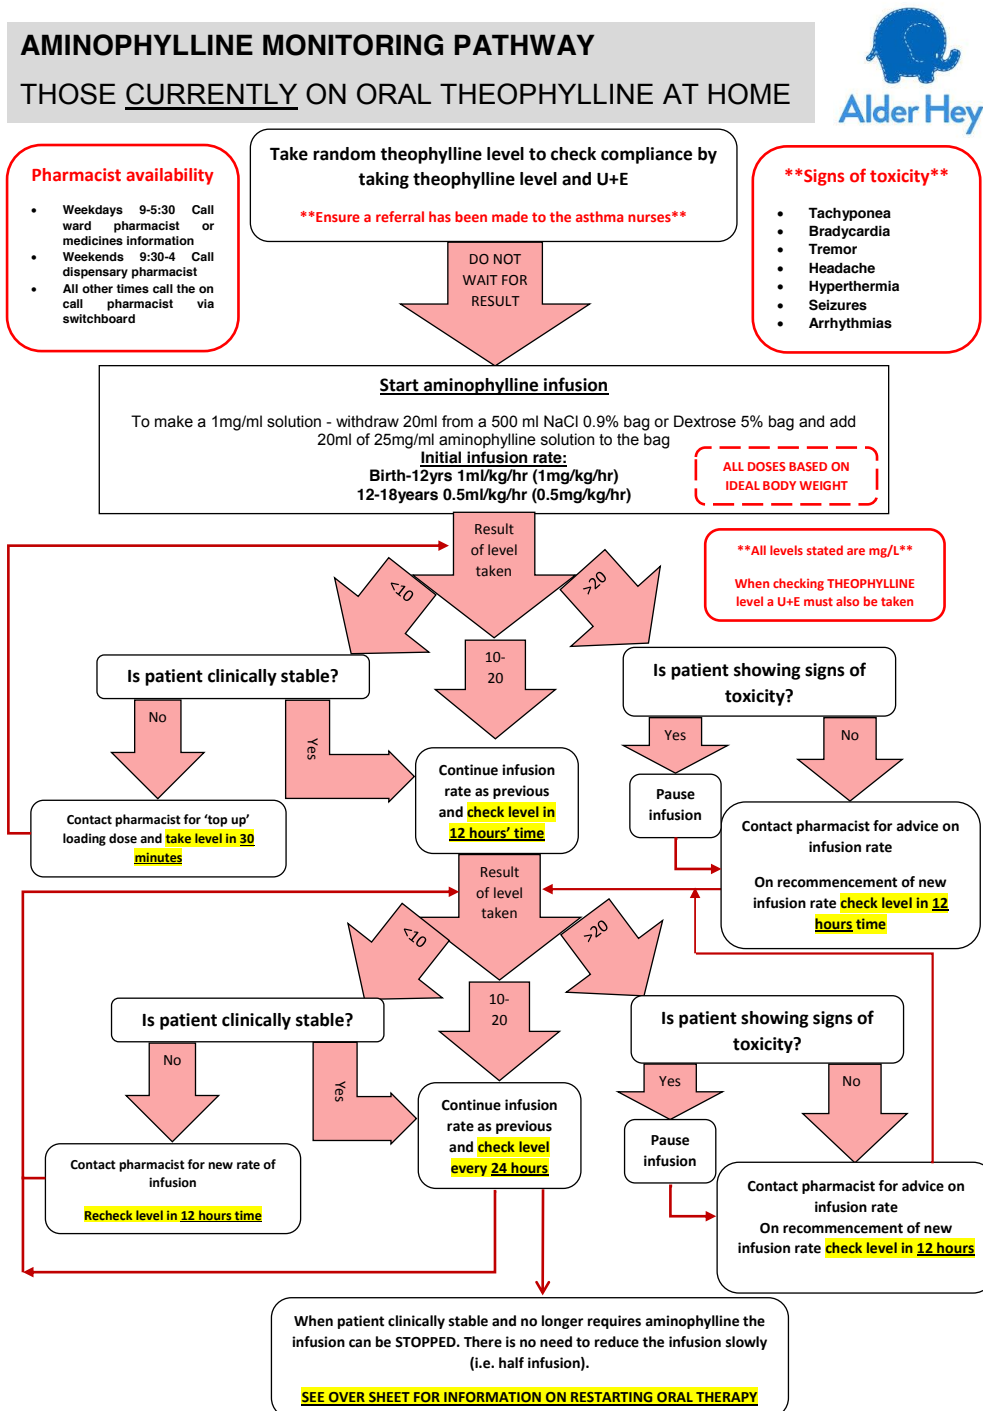 AMINOPHYLLINE MONITORING PATHWAY
THOSE CURRENTLY ON ORAL THEOPHYLLINE AT HOME
Alder Hey
Pharmacist availability
• Weekdays 9-5:30 Call
ward pharmacist or
medicines information
• Weekends 9:30-4 Call
dispensary pharmacist
• All other times call the on
call pharmacist via
switchboard
Take random theophylline level to check compliance by
taking theophylline level and U+E
**Ensure a referral has been made to the asthma nurses**
**Signs of toxicity**
• Tachyponea
• Bradycardia
• Tremor
• Headache
• Hyperthermia
• Seizures
• Arrhythmias
DO NOT
WAIT FOR
RESULT
Start aminophylline infusion
To make a 1mg/ml solution - withdraw 20ml from a 500 ml NaCl 0.9% bag or Dextrose 5% bag and add
20ml of 25mg/ml aminophylline solution to the bag
Initial infusion rate:
Birth-12yrs 1ml/kg/hr (1mg/kg/hr)
12-18years 0.5ml/kg/hr (0.5mg/kg/hr)
ALL DOSES BASED ON
IDEAL BODY WEIGHT
Result
of level
taken
<10
>20
**All levels stated are mg/L**
When checking THEOPHYLLINE
level a U+E must also be taken
10-
20
Is patient clinically stable?
Is patient showing signs of
toxicity?
No
Yes
Yes
No
Contact pharmacist for 'top up'
loading dose and take level in 30
minutes
Continue infusion
rate as previous
and check level in
12 hours' time
Pause
infusion
Contact pharmacist for advice on
infusion rate
On recommencement of new
infusion rate check level in 12
hours time
Result
of level
taken
<10
>20
10-
20
Is patient clinically stable?
Is patient showing signs of
toxicity?
No
Yes
Yes
No
Contact pharmacist for new rate of
infusion
Recheck level in 12 hours time
Continue infusion
rate as previous
and check level
every 24 hours
Pause
infusion
Contact pharmacist for advice on
infusion rate
On recommencement of new
infusion rate check level in 12 hours
When patient clinically stable and no longer requires aminophylline the
infusion can be STOPPED. There is no need to reduce the infusion slowly
(i.e. half infusion).
SEE OVER SHEET FOR INFORMATION ON RESTARTING ORAL THERAPY